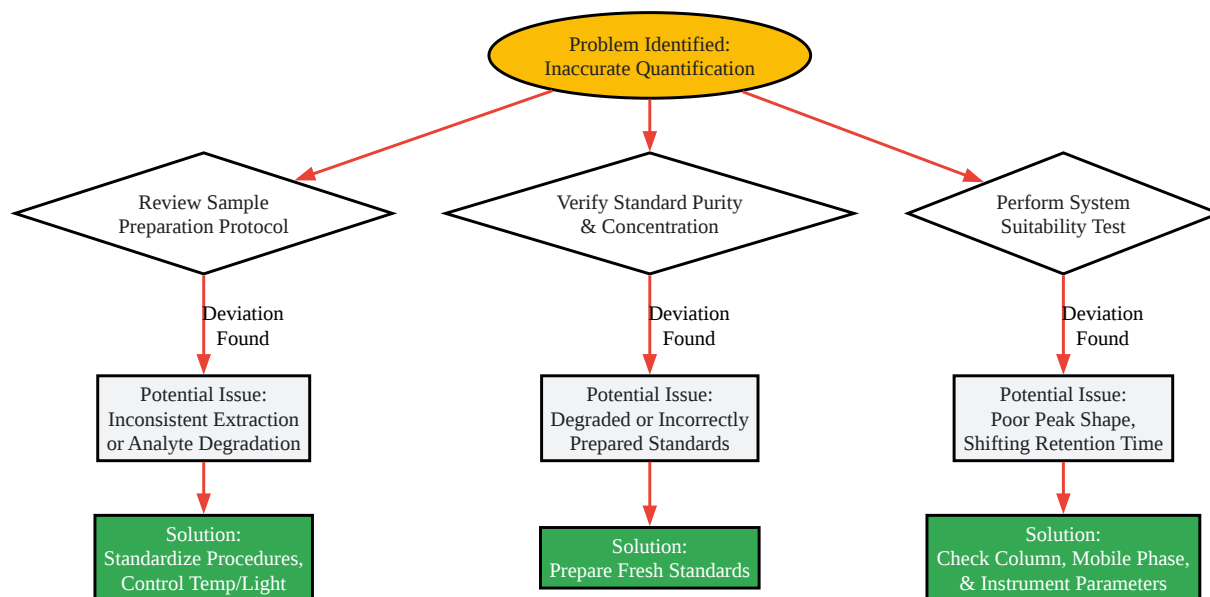 Problem Identified:
Inaccurate Quantification
Review Sample
Preparation Protocol
Verify Standard Purity
& Concentration
Perform System
Suitability Test
Deviation
Found
Deviation
Found
Deviation
Found
Potential Issue:
Inconsistent Extraction
or Analyte Degradation
Potential Issue:
Degraded or Incorrectly
Prepared Standards
Potential Issue:
Poor Peak Shape,
Shifting Retention Time
Solution:
Standardize Procedures,
Control Temp/Light
Solution:
Prepare Fresh Standards
Solution:
Check Column, Mobile Phase,
& Instrument Parameters